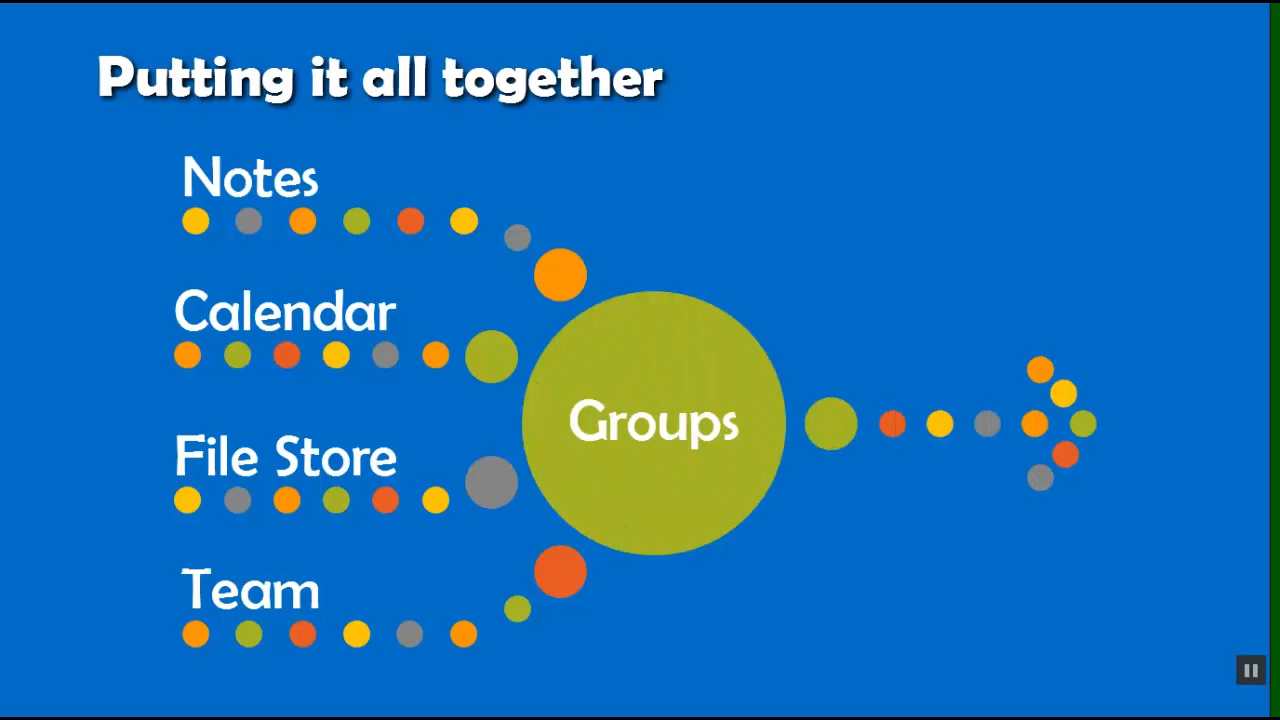 Putting it all together
Notes
Calendar
File Store
Team
Groups